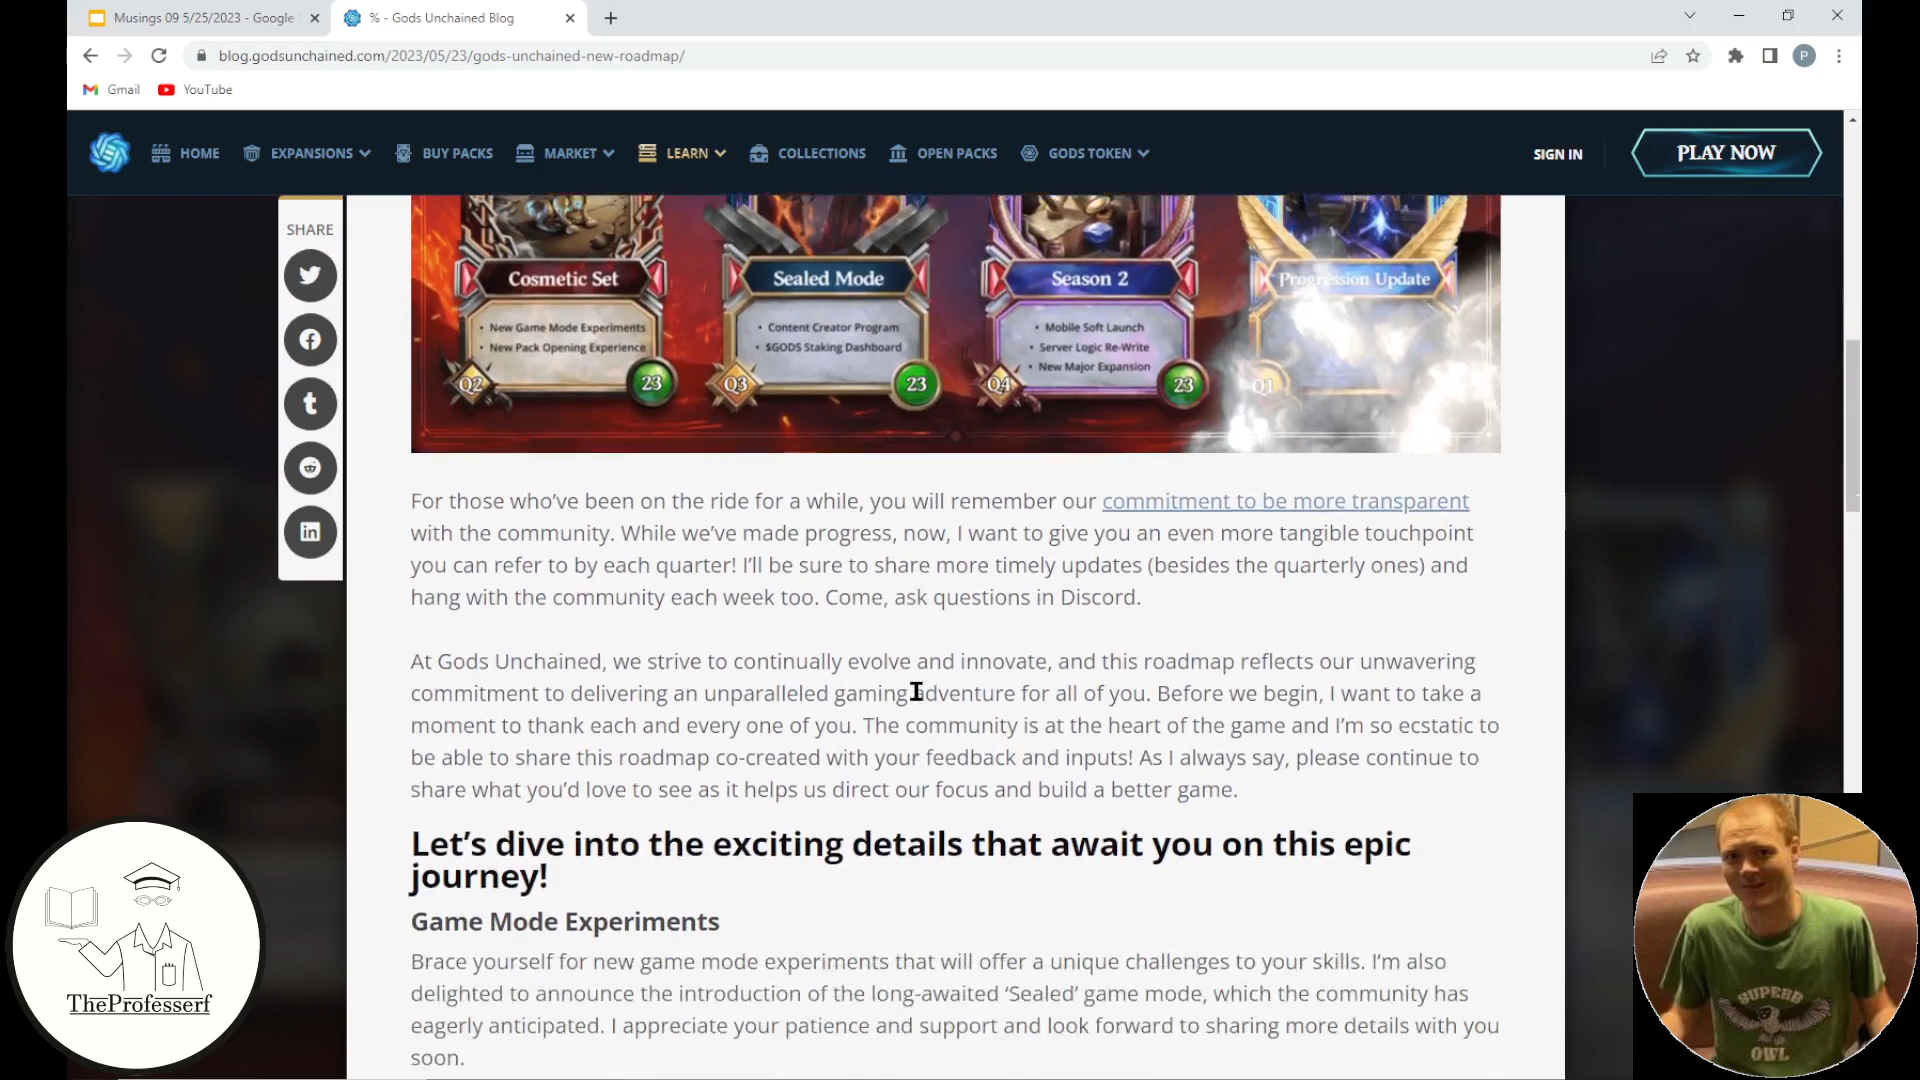 Musings 09 5/25/2023 - Google
% - Gods Unchained Blog
blog.godsunchained.com/2023/05/23/gods-unchained-new-roadmap/
P
Gmail
YouTube
HOME
EXPANSIONS
BUY PACKS
MARKET
LEARN
COLLECTIONS
OPEN PACKS
GODS TOKEN
SIGN IN
PLAY NOW
SHARE
Cosmetic Set
• New Game Mode Experiments
• New Pack Opening Experience
Q2
23
Sealed Mode
• Content Creator Program
• $GODS Staking Dashboard
Q3
23
Season 2
• Mobile Soft Launch
• Server Logic Re-Write
• New Major Expansion
Q4
23
Progression Update
Q1
For those who’ve been on the ride for a while, you will remember our commitment to be more transparent
with the community. While we’ve made progress, now, I want to give you an even more tangible touchpoint
you can refer to by each quarter! I’ll be sure to share more timely updates (besides the quarterly ones) and
hang with the community each week too. Come, ask questions in Discord.
At Gods Unchained, we strive to continually evolve and innovate, and this roadmap reflects our unwavering
commitment to delivering an unparalleled gaming adventure for all of you. Before we begin, I want to take a
moment to thank each and every one of you. The community is at the heart of the game and I’m so ecstatic to
be able to share this roadmap co-created with your feedback and inputs! As I always say, please continue to
share what you’d love to see as it helps us direct our focus and build a better game.
Let’s dive into the exciting details that await you on this epic
journey!
Game Mode Experiments
Brace yourself for new game mode experiments that will offer a unique challenges to your skills. I’m also
delighted to announce the introduction of the long-awaited ‘Sealed’ game mode, which the community has
eagerly anticipated. I appreciate your patience and support and look forward to sharing more details with you
soon.
TheProfesserf
SUPERB
OWL